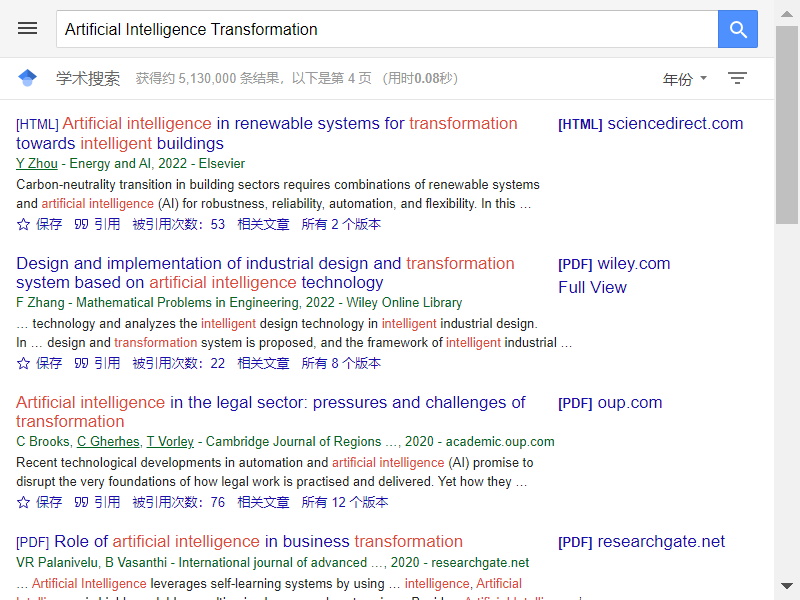 Artificial Intelligence Transformation
学术搜索 获得约 5,130,000 条结果，以下是第 4 页 （用时0.08秒） 年份
[HTML] Artificial intelligence in renewable systems for transformation towards intelligent buildings
[HTML] sciencedirect.com
Y Zhou - Energy and AI, 2022 - Elsevier
Carbon-neutrality transition in building sectors requires combinations of renewable systems
and artificial intelligence (AI) for robustness, reliability, automation, and flexibility. In this …
保存 引用 被引用次数：53 相关文章 所有 2 个版本
Design and implementation of industrial design and transformation
system based on artificial intelligence technology
[PDF] wiley.com
Full View
F Zhang - Mathematical Problems in Engineering, 2022 - Wiley Online Library
… technology and analyzes the intelligent design technology in intelligent industrial design.
In … design and transformation system is proposed, and the framework of intelligent industrial …
保存 引用 被引用次数：22 相关文章 所有 8 个版本
Artificial intelligence in the legal sector: pressures and challenges of
transformation
[PDF] oup.com
C Brooks, C Gherhes, T Vorley - Cambridge Journal of Regions …, 2020 - academic.oup.com
Recent technological developments in automation and artificial intelligence (AI) promise to
disrupt the very foundations of how legal work is practised and delivered. Yet how they …
保存 引用 被引用次数：76 相关文章 所有 12 个版本
[PDF] Role of artificial intelligence in business transformation
[PDF] researchgate.net
VR Palanivelu, B Vasanthi - International journal of advanced …, 2020 - researchgate.net
… Artificial Intelligence leverages self-learning systems by using … intelligence, Artificial